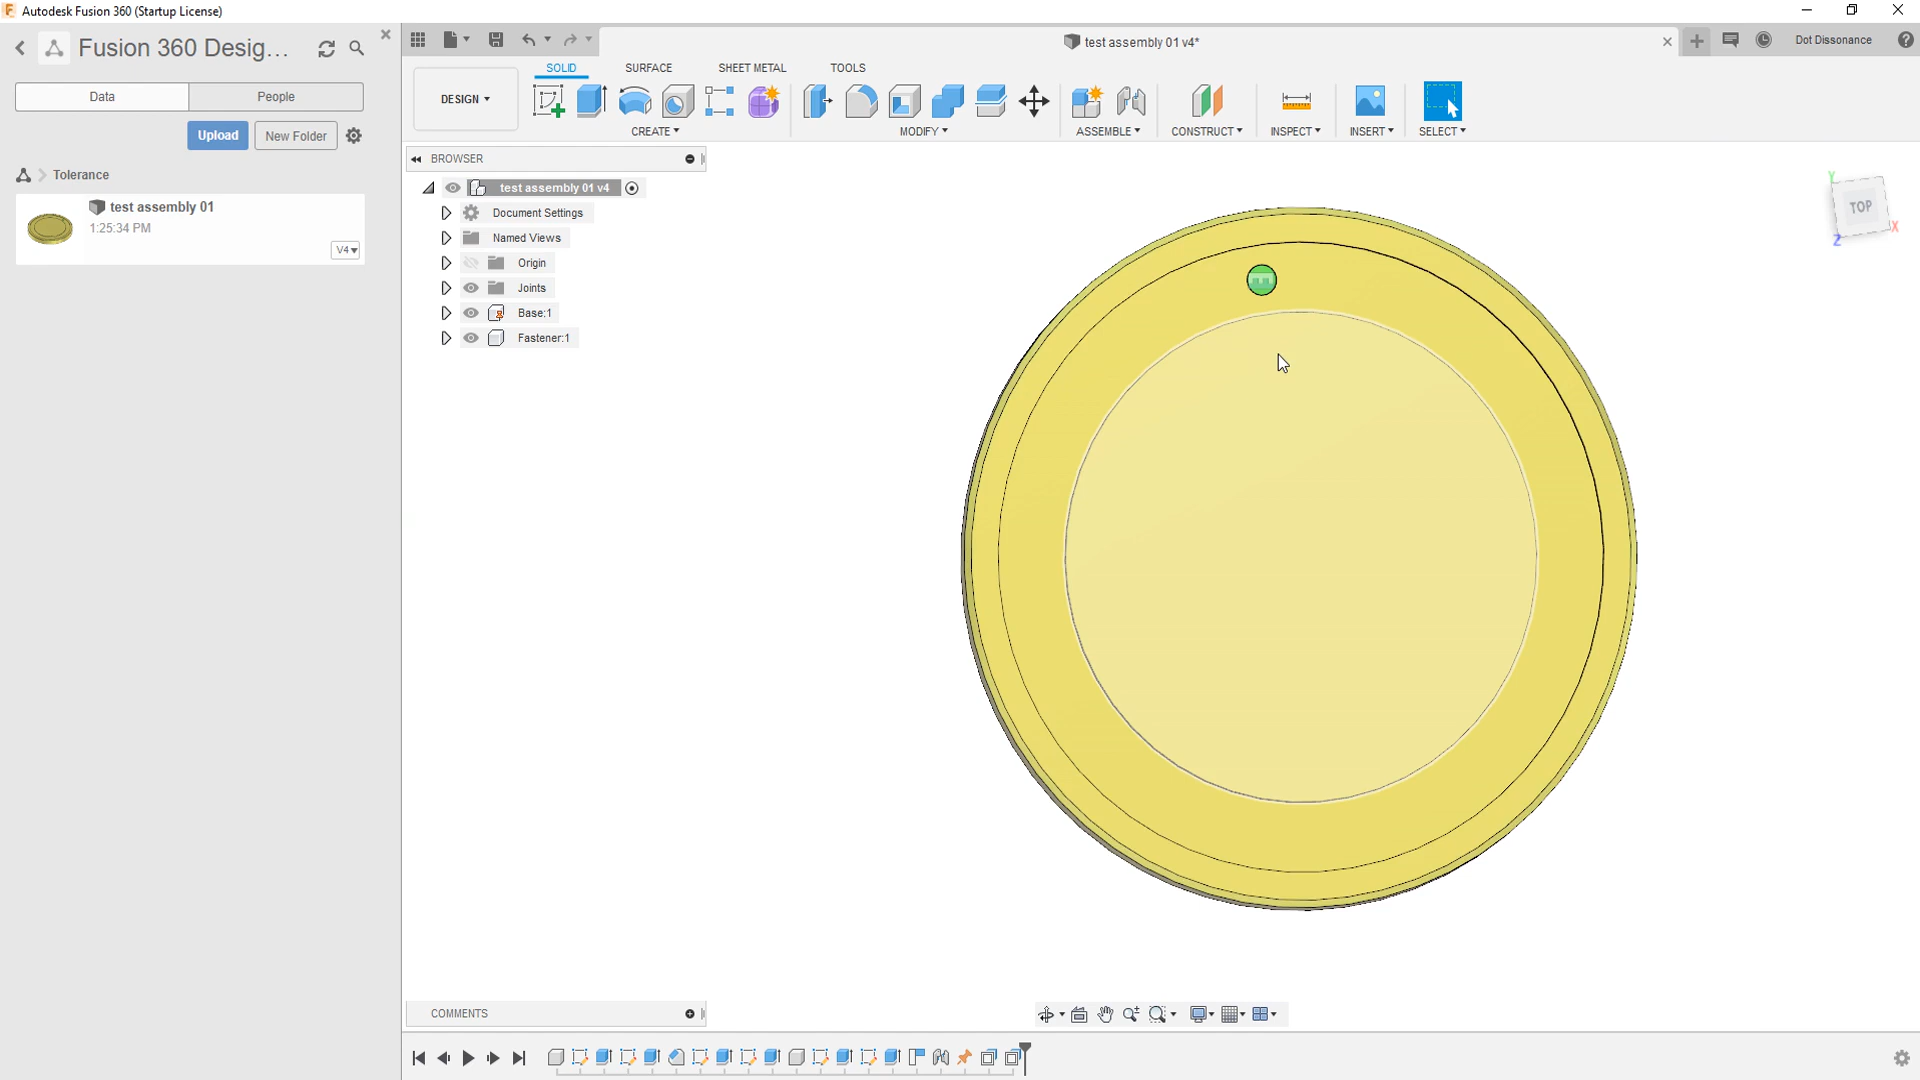 Autodesk Fusion 360 (Startup License)
Fusion 360 Desig...
test assembly 01 v4*
Dot Dissonance
Data
People
Upload
New Folder
Tolerance
test assembly 01
1:25:34 PM
V4
DESIGN
SOLID
SURFACE
SHEET METAL
TOOLS
CREATE
MODIFY
ASSEMBLE
CONSTRUCT
INSPECT
INSERT
SELECT
BROWSER
test assembly 01 v4
Document Settings
Named Views
Origin
Joints
Base:1
Fastener:1
Y
TOP
X
Z
COMMENTS